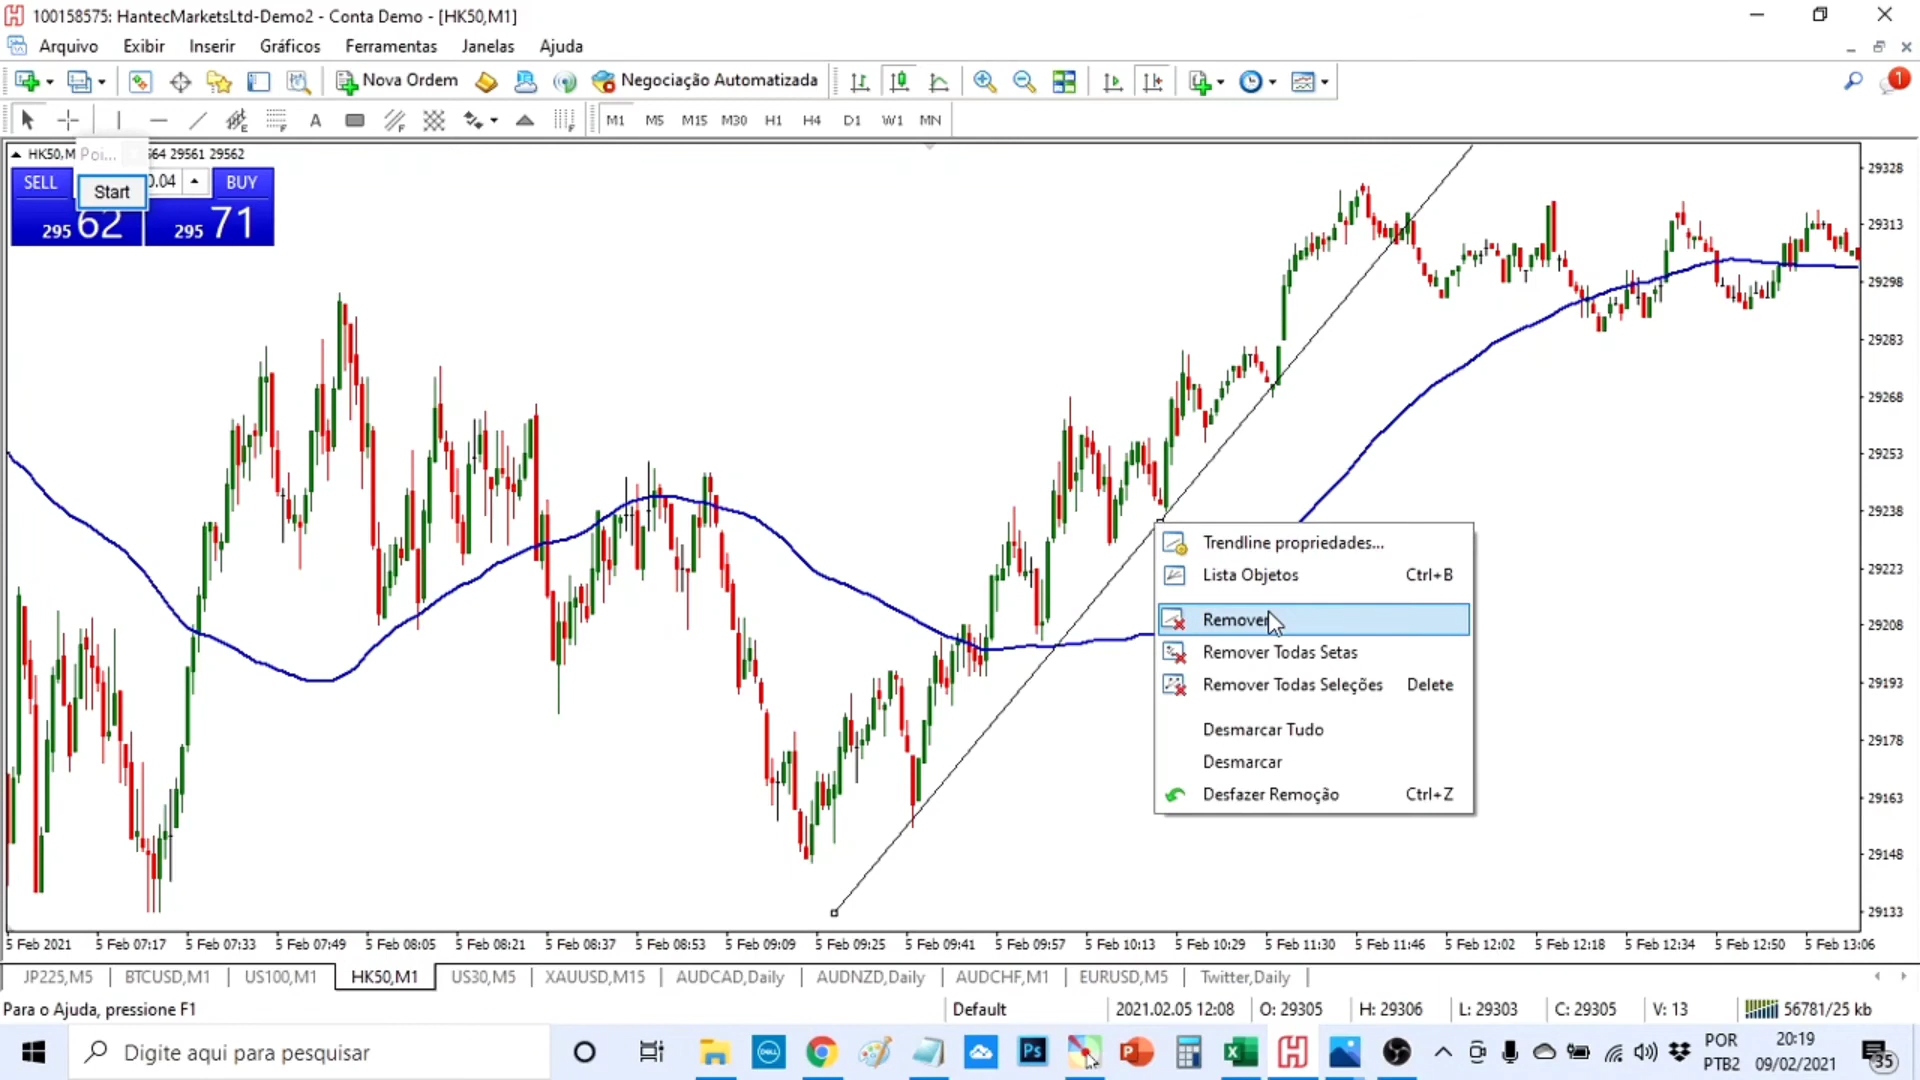 100158575: HantecMarketsLtd-Demo2 - Conta Demo - [HK50,M1]
Arquivo Exibir Inserir Gráficos Ferramentas Janelas Ajuda
Nova Ordem Negociação Automatizada 1
A M1 M5 M15 M30 H1 H4 D1 W1 MN
HK50,M Poi... 564 29561 29562
SELL Start 0.04 BUY
295 62 295 71
29328
29313
29298
29283
29268
29253
29238
29223
29208
29193
29178
29163
29148
29133
Trendline propriedades...
Lista Objetos Ctrl+B
Remover
Remover Todas Setas
Remover Todas Seleções Delete
Desmarcar Tudo
Desmarcar
Desfazer Remoção Ctrl+Z
5 Feb 2021 5 Feb 07:17 5 Feb 07:33 5 Feb 07:49 5 Feb 08:05 5 Feb 08:21 5 Feb 08:37 5 Feb 08:53 5 Feb 09:09 5 Feb 09:25 5 Feb 09:41 5 Feb 09:57 5 Feb 10:13 5 Feb 10:29 5 Feb 11:30 5 Feb 11:46 5 Feb 12:02 5 Feb 12:18 5 Feb 12:34 5 Feb 12:50 5 Feb 13:06
JP225,M5 BTCUSD,M1 US100,M1 HK50,M1 US30,M5 XAUUSD,M15 AUDCAD,Daily AUDNZD,Daily AUDCHF,M1 EURUSD,M5 Twitter,Daily
Para o Ajuda, pressione F1 Default 2021.02.05 12:08 O: 29305 H: 29306 L: 29303 C: 29305 V: 13 56781/25 kb
Digite aqui para pesquisar DELL Ps POR 20:19
PTB2 09/02/2021 35